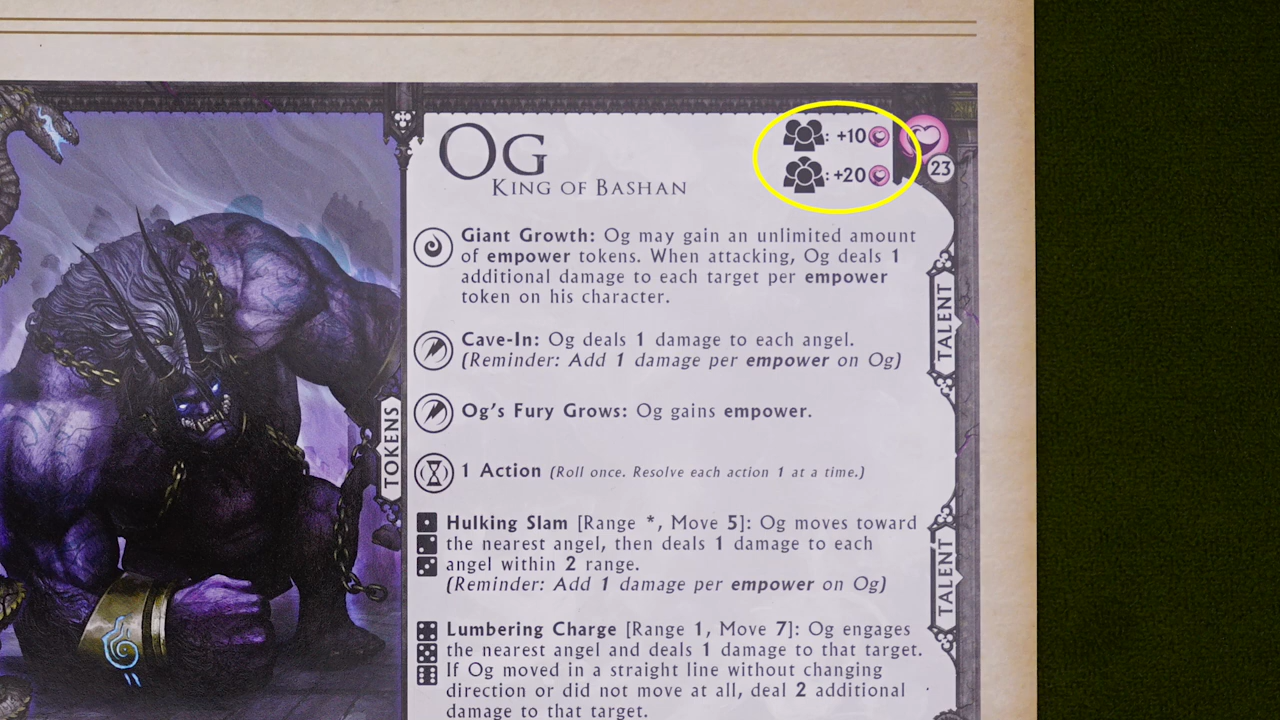 OG
KING OF BASHAN
: +10
: +20
23
Giant Growth: Og may gain an unlimited amount
of empower tokens. When attacking, Og deals 1
additional damage to each target per empower
token on his character.
Cave-In: Og deals 1 damage to each angel.
(Reminder: Add 1 damage per empower on Og)
Og's Fury Grows: Og gains empower.
1 Action (Roll once. Resolve each action 1 at a time.)
Hulking Slam [Range *, Move 5]: Og moves toward
the nearest angel, then deals 1 damage to each
angel within 2 range.
(Reminder: Add 1 damage per empower on Og)
Lumbering Charge [Range 1, Move 7]: Og engages
the nearest angel and deals 1 damage to that target.
If Og moved in a straight line without changing
direction or did not move at all, deal 2 additional
damage to that target.
TOKENS
TALENT
TALENT